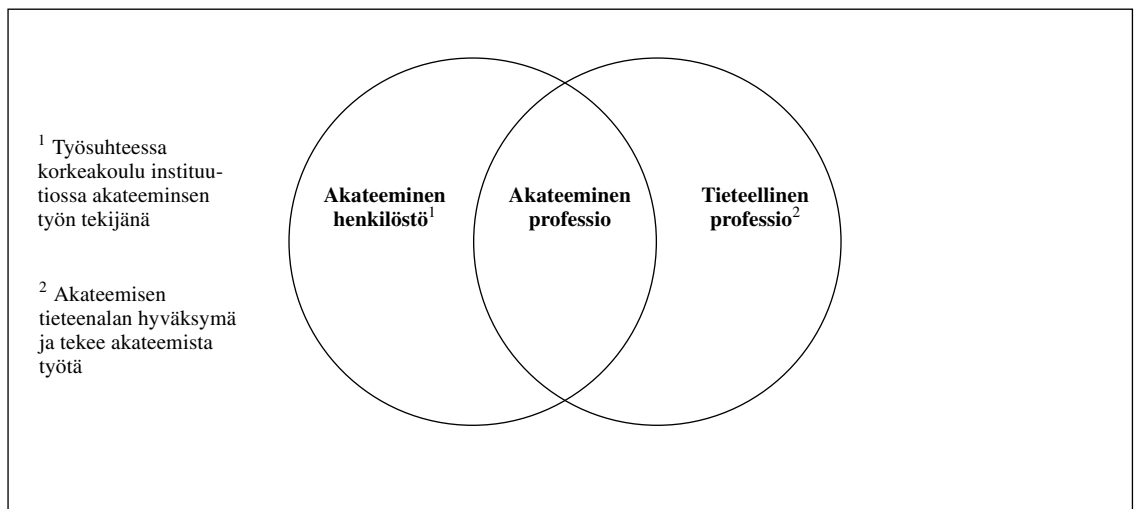 ¹ Työsuhteessa
korkeakoulu instituu-
tiossa akateeminsen
työn tekijänä
² Akateemisen
tieteenalan hyväksymä
ja tekee akateemista
työtä
Akateeminen
henkilöstö¹
Akateeminen
professio
Tieteellinen
professio²